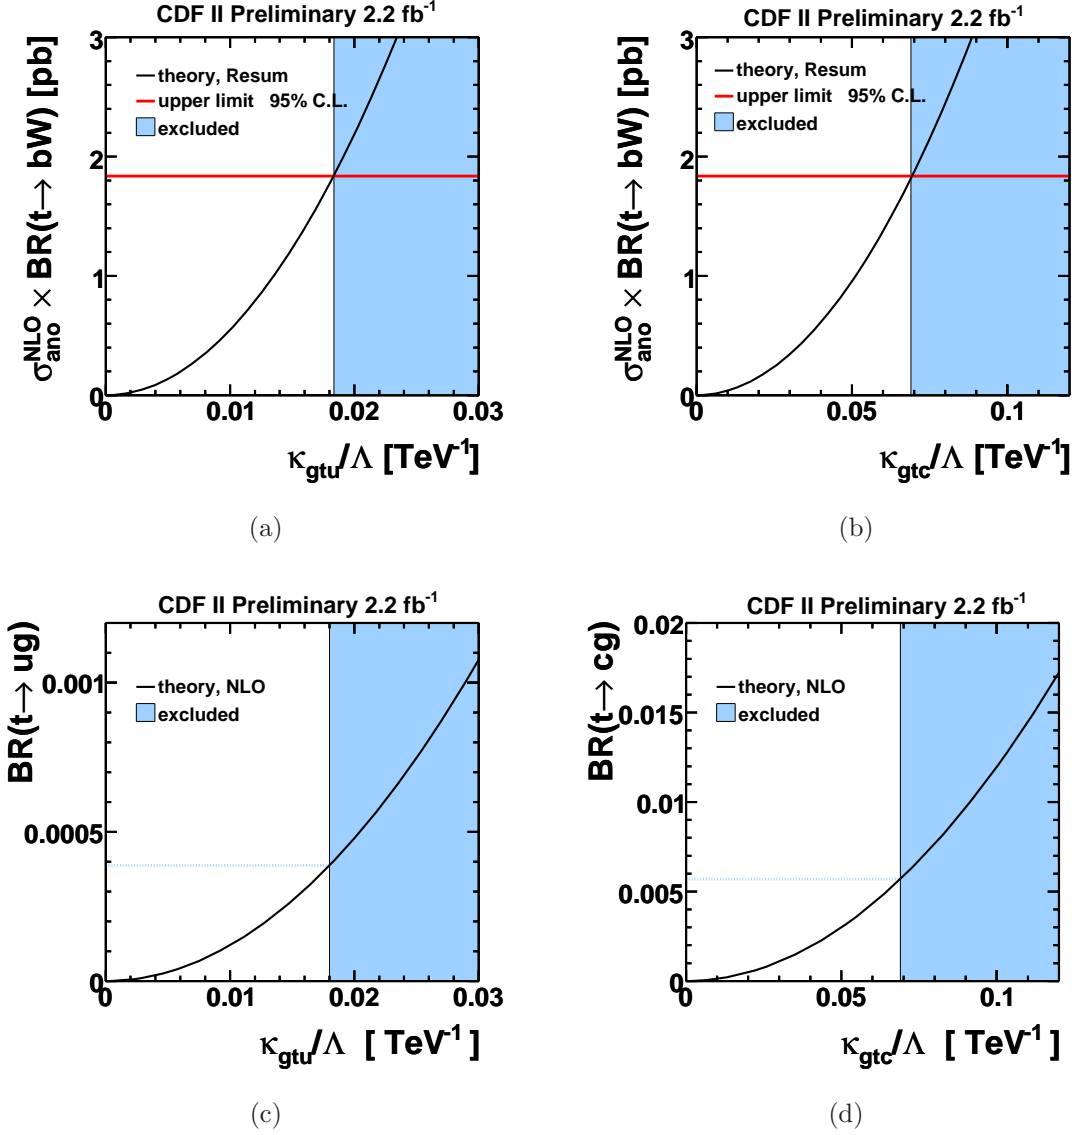 CDF II Preliminary 2.2 fb-1
σanoNLO × BR(t→ bW) [pb]
3
2
1
0
theory, Resum
upper limit 95% C.L.
excluded
0 0.01 0.02 0.03
κgtu/Λ [TeV-1]
(a)
CDF II Preliminary 2.2 fb-1
σanoNLO × BR(t→ bW) [pb]
3
2
1
0
theory, Resum
upper limit 95% C.L.
excluded
0 0.05 0.1
κgtc/Λ [TeV-1]
(b)
CDF II Preliminary 2.2 fb-1
BR(t→ ug)
0.001
0.0005
0
theory, NLO
excluded
0 0.01 0.02 0.03
κgtu/Λ [ TeV-1 ]
(c)
CDF II Preliminary 2.2 fb-1
BR(t→ cg)
0.02
0.015
0.01
0.005
0
theory, NLO
excluded
0 0.05 0.1
κgtc/Λ [ TeV-1 ]
(d)